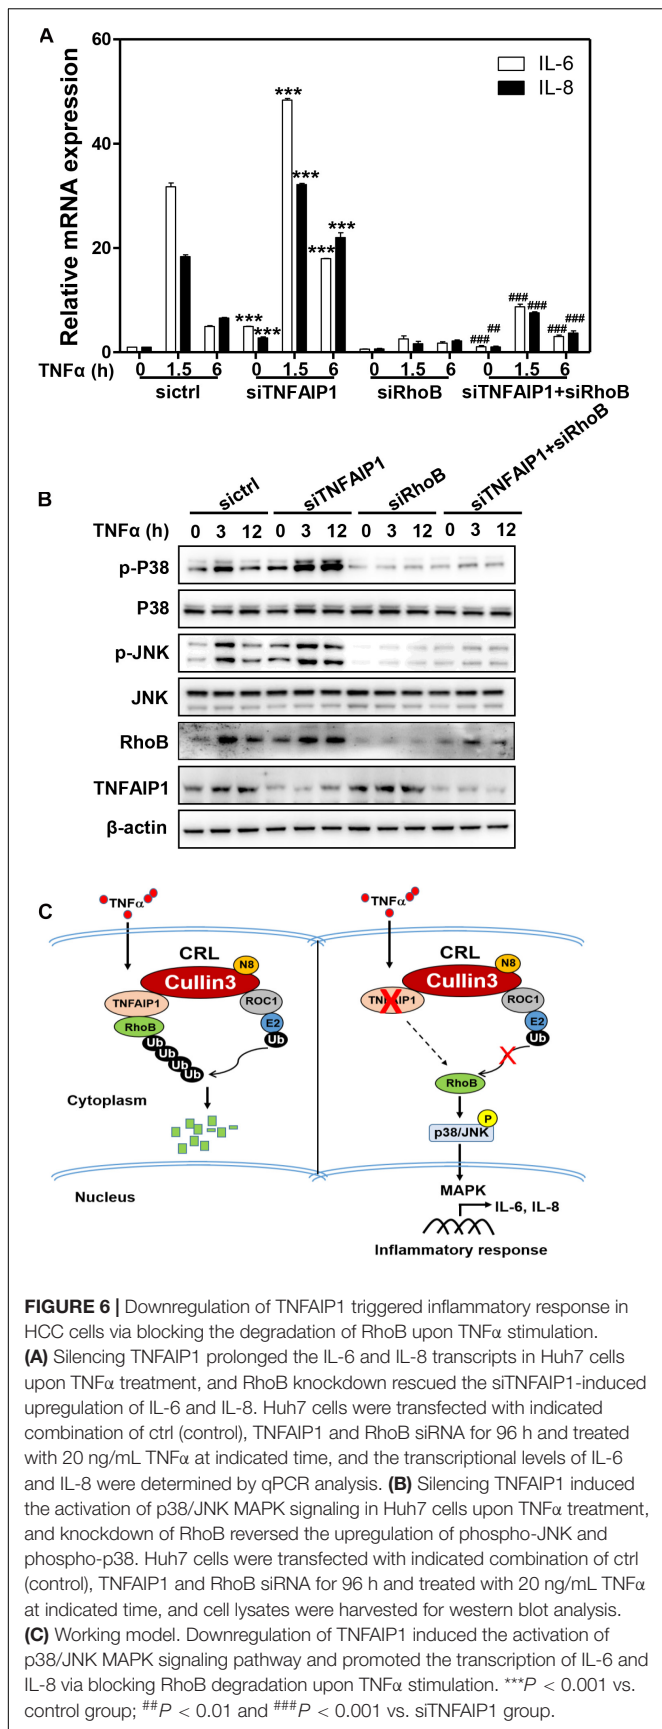 A
60
40
20
0
Relative mRNA expression
IL-6
IL-8
***
***
***
***
***
***
###
##
###
###
###
###
TNFα (h) 0 1.5 6 0 1.5 6 0 1.5 6 0 1.5 6
sictrl siTNFAIP1 siRhoB siTNFAIP1+siRhoB
B
sictrl siTNFAIP1 siRhoB siTNFAIP1+siRhoB
TNFα (h) 0 3 12 0 3 12 0 3 12 0 3 12
p-P38
P38
p-JNK
JNK
RhoB
TNFAIP1
β-actin
C
TNFα
CRL
N8
Cullin3
TNFAIP1
ROC1
RhoB
E2
Ub
Ub
Ub
Ub
Ub
Cytoplasm
Nucleus
TNFα
CRL
N8
Cullin3
TNFAIP1
ROC1
E2
Ub
RhoB
P
p38/JNK
MAPK
IL-6, IL-8
Inflammatory response
FIGURE 6 | Downregulation of TNFAIP1 triggered inflammatory response in
HCC cells via blocking the degradation of RhoB upon TNFα stimulation.
(A) Silencing TNFAIP1 prolonged the IL-6 and IL-8 transcripts in Huh7 cells
upon TNFα treatment, and RhoB knockdown rescued the siTNFAIP1-induced
upregulation of IL-6 and IL-8. Huh7 cells were transfected with indicated
combination of ctrl (control), TNFAIP1 and RhoB siRNA for 96 h and treated
with 20 ng/mL TNFα at indicated time, and the transcriptional levels of IL-6
and IL-8 were determined by qPCR analysis. (B) Silencing TNFAIP1 induced
the activation of p38/JNK MAPK signaling in Huh7 cells upon TNFα treatment,
and knockdown of RhoB reversed the upregulation of phospho-JNK and
phospho-p38. Huh7 cells were transfected with indicated combination of ctrl
(control), TNFAIP1 and RhoB siRNA for 96 h and treated with 20 ng/mL TNFα
at indicated time, and cell lysates were harvested for western blot analysis.
(C) Working model. Downregulation of TNFAIP1 induced the activation of
p38/JNK MAPK signaling pathway and promoted the transcription of IL-6 and
IL-8 via blocking RhoB degradation upon TNFα stimulation. ***P < 0.001 vs.
control group; ##P < 0.01 and ###P < 0.001 vs. siTNFAIP1 group.